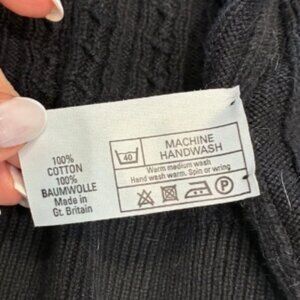 100%
COTTON
100%
BAUMWOLLE
Made in
Gt. Britain
40
MACHINE
HANDWASH
Warm medium wash
Hand wash warm. Spin or wring
P